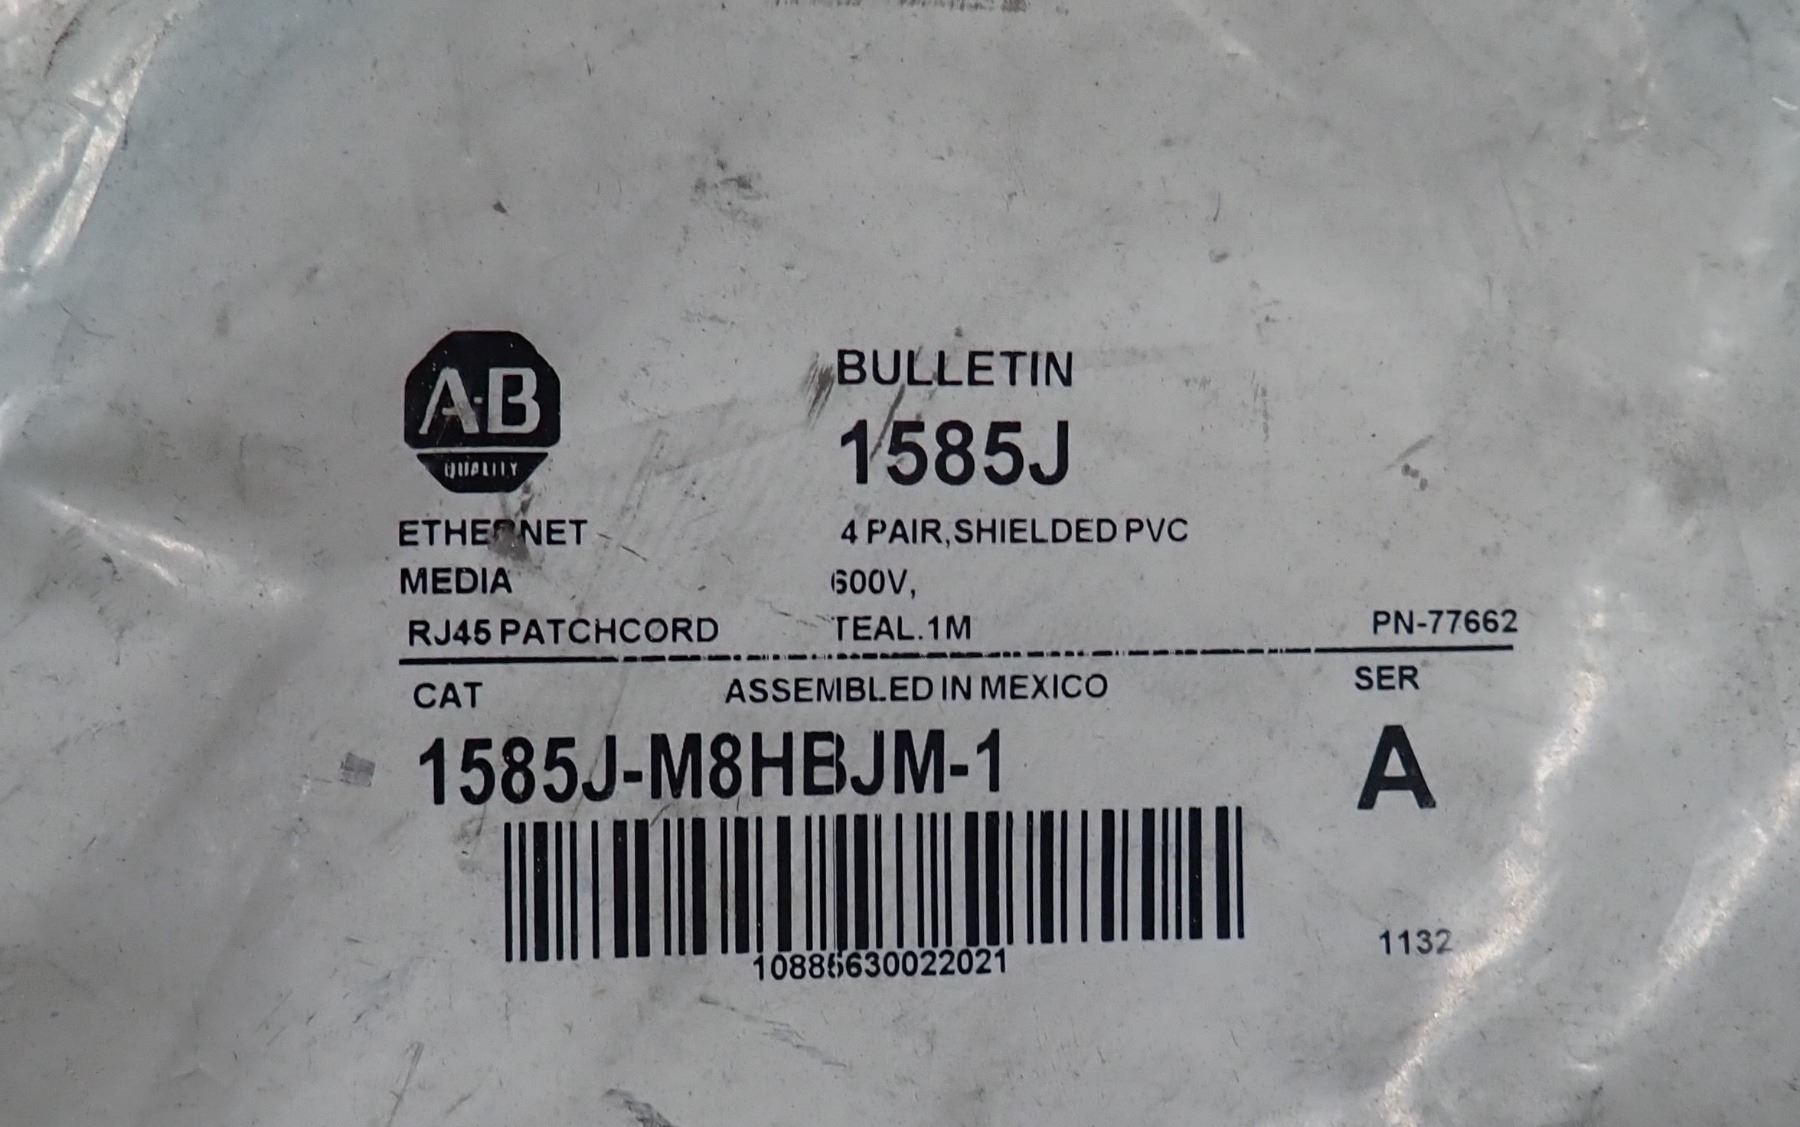 A-B
QUALITY
BULLETIN
1585J
ETHERNET 4 PAIR,SHIELDED PVC
MEDIA 600V,
RJ45 PATCHCORD TEAL.1M PN-77662
CAT ASSEMBLED IN MEXICO SER
1585J-M8HBJM-1 A
10885630022021 1132